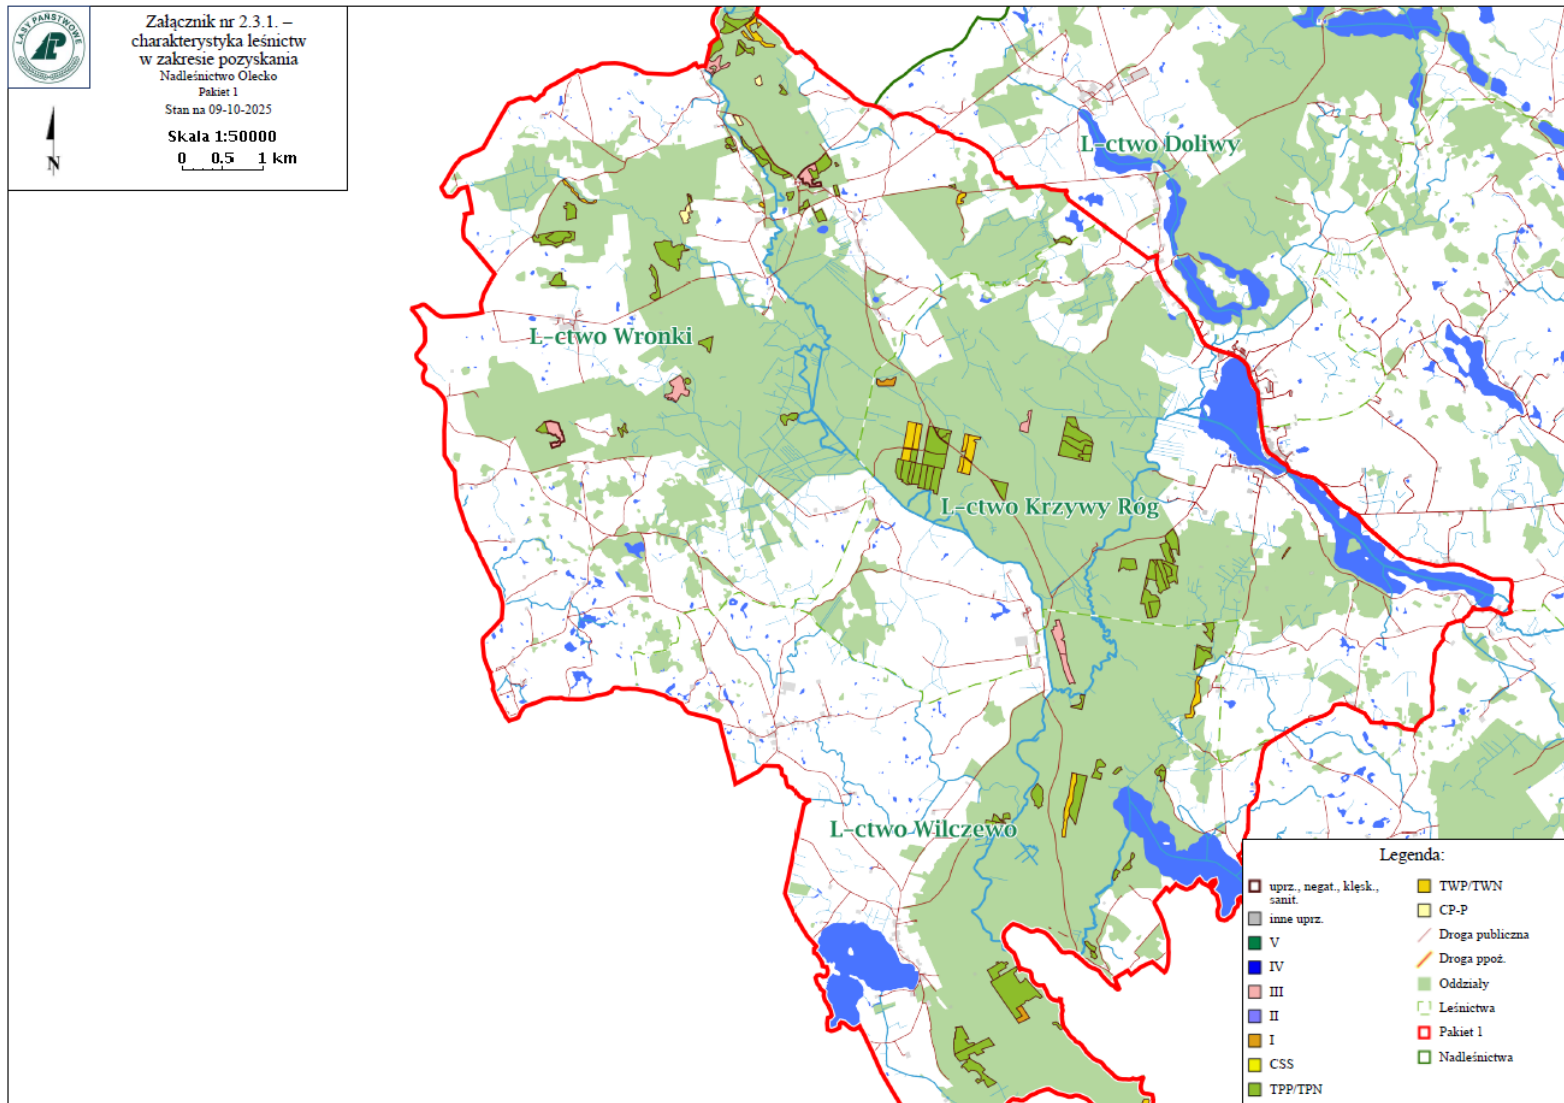 LASY PAŃSTWOWE
Załącznik nr 2.3.1. –
charakterystyka leśnictw
w zakresie pozyskania
Nadleśnictwo Olecko
Pakiet 1
Stan na 09-10-2025
Skala 1:50000
0 0.5 1 km
N
L-ctwo Doliwy
L-ctwo Wronki
L-ctwo Krzywy Róg
L-ctwo Wilczewo
Legenda:
uprz., negat., klęsk.,
sanit.
inne uprz.
V
IV
III
II
I
CSS
TPP/TPN
TWP/TWN
CP-P
Droga publiczna
Droga ppoż.
Oddziały
Leśnictwa
Pakiet 1
Nadleśnictwa